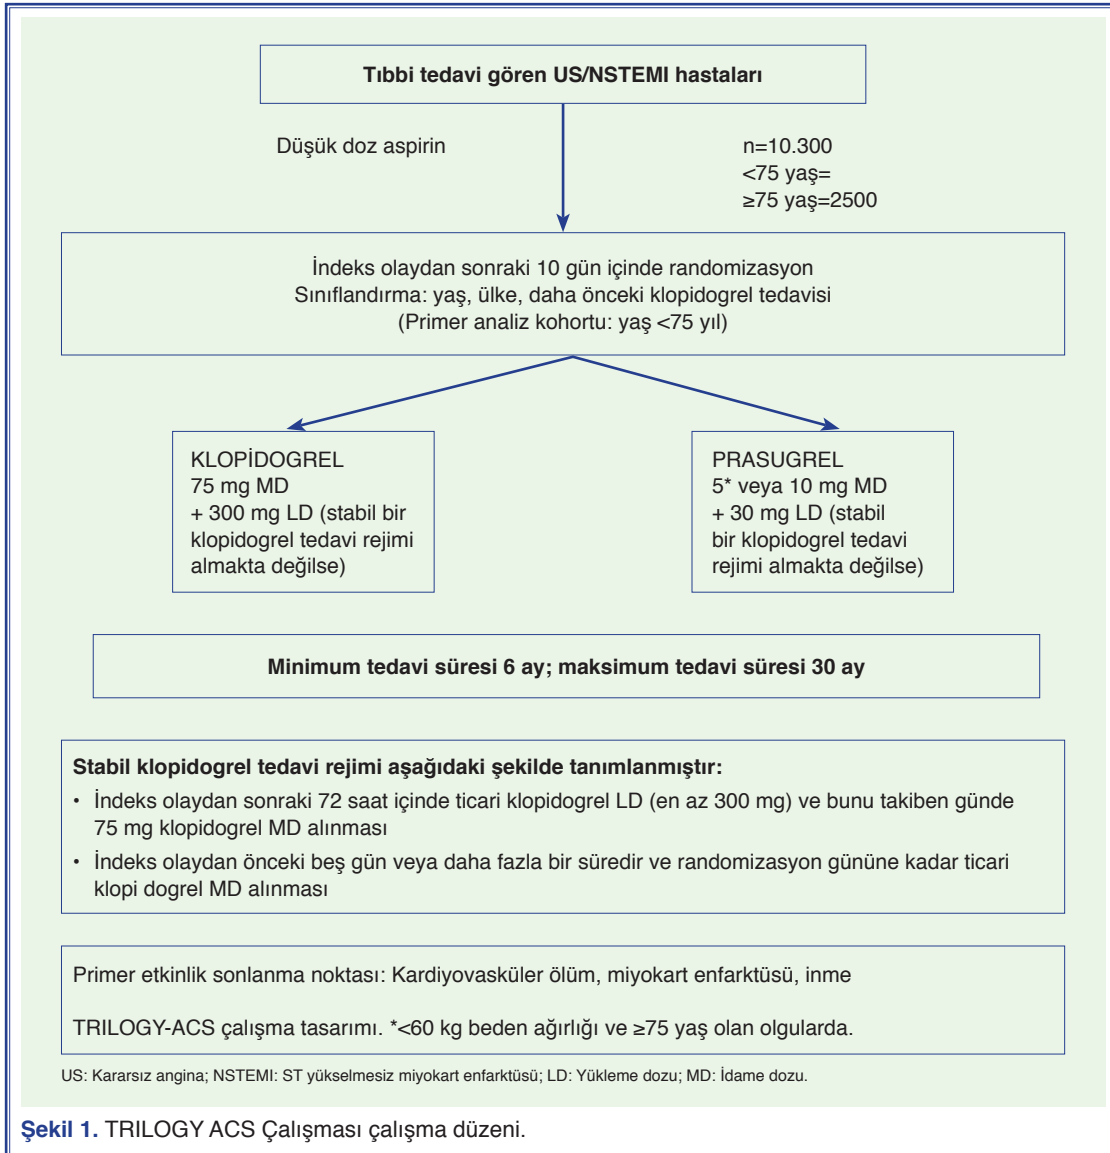 Tıbbi tedavi gören US/NSTEMI hastaları
Düşük doz aspirin
n=10.300
<75 yaş=
≥75 yaş=2500
İndeks olaydan sonraki 10 gün içinde randomizasyon
Sınıflandırma: yaş, ülke, daha önceki klopidogrel tedavisi
(Primer analiz kohortu: yaş <75 yıl)
KLOPİDOGREL
75 mg MD
+ 300 mg LD (stabil bir
klopidogrel tedavi rejimi
almakta değilse)
PRASUGREL
5* veya 10 mg MD
+ 30 mg LD (stabil
bir klopidogrel tedavi
rejimi almakta değilse)
Minimum tedavi süresi 6 ay; maksimum tedavi süresi 30 ay
Stabil klopidogrel tedavi rejimi aşağıdaki şekilde tanımlanmıştır:
• İndeks olaydan sonraki 72 saat içinde ticari klopidogrel LD (en az 300 mg) ve bunu takiben günde
75 mg klopidogrel MD alınması
• İndeks olaydan önceki beş gün veya daha fazla bir süredir ve randomizasyon gününe kadar ticari
klopi dogrel MD alınması
Primer etkinlik sonlanma noktası: Kardiyovasküler ölüm, miyokart enfarktüsü, inme
TRILOGY-ACS çalışma tasarımı. *<60 kg beden ağırlığı ve ≥75 yaş olan olgularda.
US: Kararsız angina; NSTEMI: ST yükselmesiz miyokart enfarktüsü; LD: Yükleme dozu; MD: İdame dozu.
Şekil 1. TRILOGY ACS Çalışması çalışma düzeni.